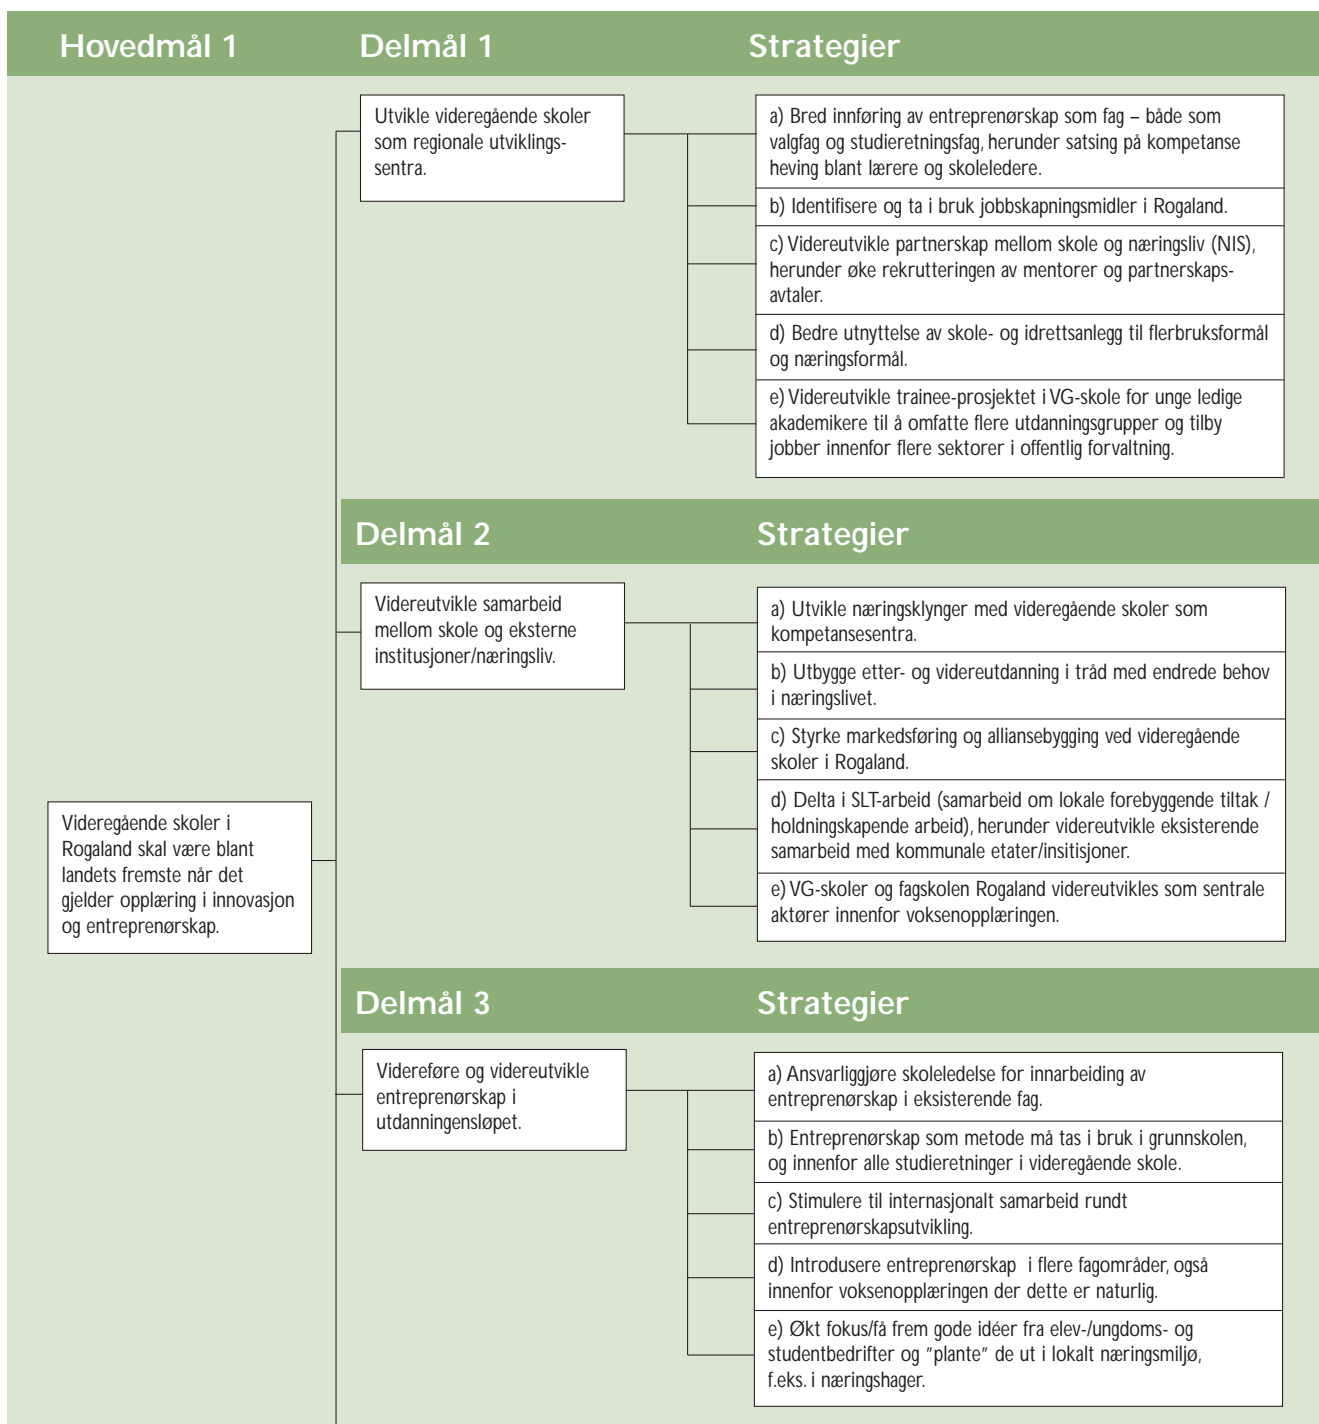 Hovedmål 1
Delmål 1
Strategier
Utvikle videregående skoler
som regionale utviklings-
sentra.
a) Bred innføring av entreprenørskap som fag – både som
valgfag og studieretningsfag, herunder satsing på kompetanse
heving blant lærere og skoleledere.
b) Identifisere og ta i bruk jobbskapningsmidler i Rogaland.
c) Videreutvikle partnerskap mellom skole og næringsliv (NIS),
herunder øke rekrutteringen av mentorer og partnerskaps-
avtaler.
d) Bedre utnyttelse av skole- og idrettsanlegg til flerbruksformål
og næringsformål.
e) Videreutvikle trainee-prosjektet i VG-skole for unge ledige
akademikere til å omfatte flere utdanningsgrupper og tilby
jobber innenfor flere sektorer i offentlig forvaltning.
Delmål 2
Strategier
Videreutvikle samarbeid
mellom skole og eksterne
institusjoner/næringsliv.
a) Utvikle næringsklynger med videregående skoler som
kompetansesentra.
b) Utbygge etter- og videreutdanning i tråd med endrede behov
i næringslivet.
c) Styrke markedsføring og alliansebygging ved videregående
skoler i Rogaland.
d) Delta i SLT-arbeid (samarbeid om lokale forebyggende tiltak /
holdningskapende arbeid), herunder videreutvikle eksisterende
samarbeid med kommunale etater/insitisjoner.
e) VG-skoler og fagskolen Rogaland videreutvikles som sentrale
aktører innenfor voksenopplæringen.
Videregående skoler i
Rogaland skal være blant
landets fremste når det
gjelder opplæring i innovasjon
og entreprenørskap.
Delmål 3
Strategier
Videreføre og videreutvikle
entreprenørskap i
utdanningensløpet.
a) Ansvarliggjøre skoleledelse for innarbeiding av
entreprenørskap i eksisterende fag.
b) Entreprenørskap som metode må tas i bruk i grunnskolen,
og innenfor alle studieretninger i videregående skole.
c) Stimulere til internasjonalt samarbeid rundt
entreprenørskapsutvikling.
d) Introdusere entreprenørskap i flere fagområder, også
innenfor voksenopplæringen der dette er naturlig.
e) Økt fokus/få frem gode idéer fra elev-/ungdoms- og
studentbedrifter og ”plante” de ut i lokalt næringsmiljø,
f.eks. i næringshager.